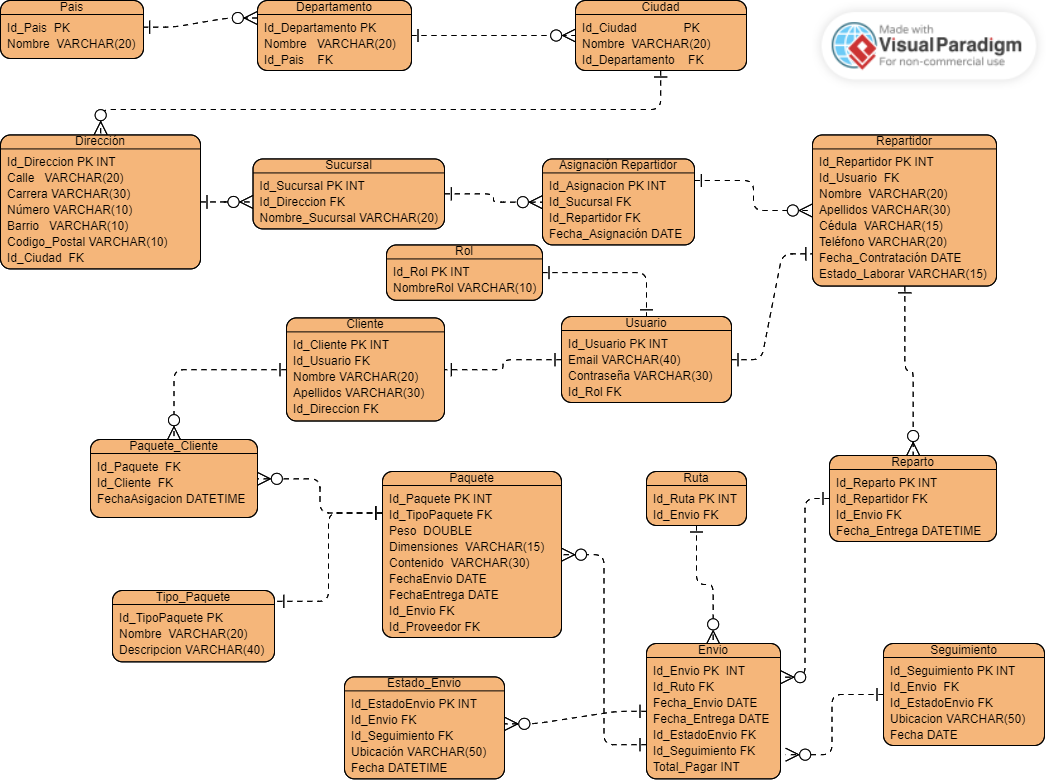 Pais
Id_Pais PK
Nombre VARCHAR(20)
Departamento
Id_Departamento PK
Nombre VARCHAR(20)
Id_Pais FK
Ciudad
Id_Ciudad PK
Nombre VARCHAR(20)
Id_Departamento FK
Made with
Visual Paradigm
For non-commercial use
Dirección
Id_Direccion PK INT
Calle VARCHAR(20)
Carrera VARCHAR(30)
Número VARCHAR(10)
Barrio VARCHAR(10)
Codigo_Postal VARCHAR(10)
Id_Ciudad FK
Sucursal
Id_Sucursal PK INT
Id_Direccion FK
Nombre_Sucursal VARCHAR(20)
Asignación Repartidor
Id_Asignacion PK INT
Id_Sucursal FK
Id_Repartidor FK
Fecha_Asignación DATE
Repartidor
Id_Repartidor PK INT
Id_Usuario FK
Nombre VARCHAR(20)
Apellidos VARCHAR(30)
Cédula VARCHAR(15)
Teléfono VARCHAR(20)
Fecha_Contratación DATE
Estado_Laborar VARCHAR(15)
Rol
Id_Rol PK INT
NombreRol VARCHAR(10)
Cliente
Id_Cliente PK INT
Id_Usuario FK
Nombre VARCHAR(20)
Apellidos VARCHAR(30)
Id_Direccion FK
Usuario
Id_Usuario PK INT
Email VARCHAR(40)
Contraseña VARCHAR(30)
Id_Rol FK
Paquete_Cliente
Id_Paquete FK
Id_Cliente FK
FechaAsigacion DATETIME
Paquete
Id_Paquete PK INT
Id_TipoPaquete FK
Peso DOUBLE
Dimensiones VARCHAR(15)
Contenido VARCHAR(30)
FechaEnvio DATE
FechaEntrega DATE
Id_Envio FK
Id_Proveedor FK
Ruta
Id_Ruta PK INT
Id_Envio FK
Reparto
Id_Reparto PK INT
Id_Repartidor FK
Id_Envio FK
Fecha_Entrega DATETIME
Tipo_Paquete
Id_TipoPaquete PK
Nombre VARCHAR(20)
Descripcion VARCHAR(40)
Estado_Envio
Id_EstadoEnvio PK INT
Id_Envio FK
Id_Seguimiento FK
Ubicación VARCHAR(50)
Fecha DATETIME
Envio
Id_Envio PK INT
Id_Ruto FK
Fecha_Envio DATE
Fecha_Entrega DATE
Id_EstadoEnvio FK
Id_Seguimiento FK
Total_Pagar INT
Seguimiento
Id_Seguimiento PK INT
Id_Envio FK
Id_EstadoEnvio FK
Ubicacion VARCHAR(50)
Fecha DATE